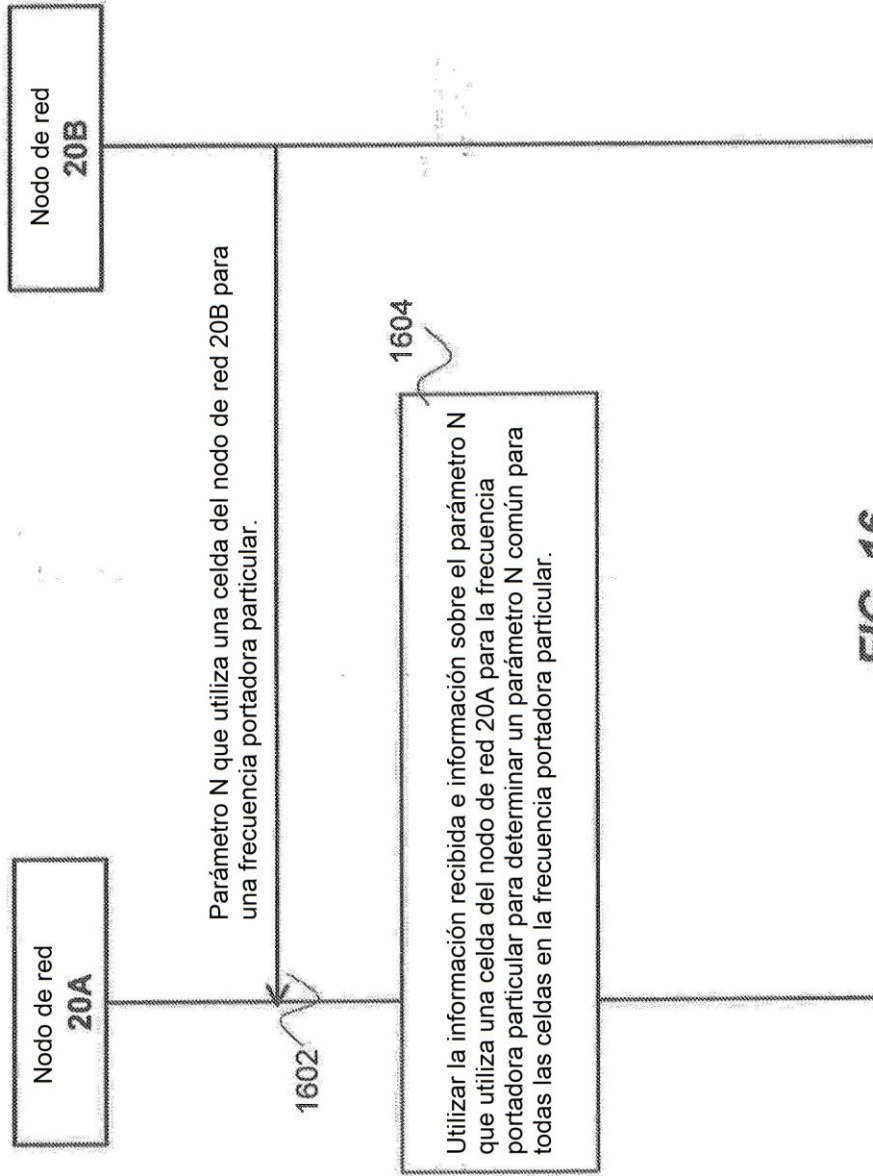 Nodo de red
20A
Nodo de red
20B
Parámetro N que utiliza una celda del nodo de red 20B para
una frecuencia portadora particular.
1602
1604
Utilizar la información recibida e información sobre el parámetro N
que utiliza una celda del nodo de red 20A para la frecuencia
portadora particular para determinar un parámetro N común para
todas las celdas en la frecuencia portadora particular.
FIG. 16